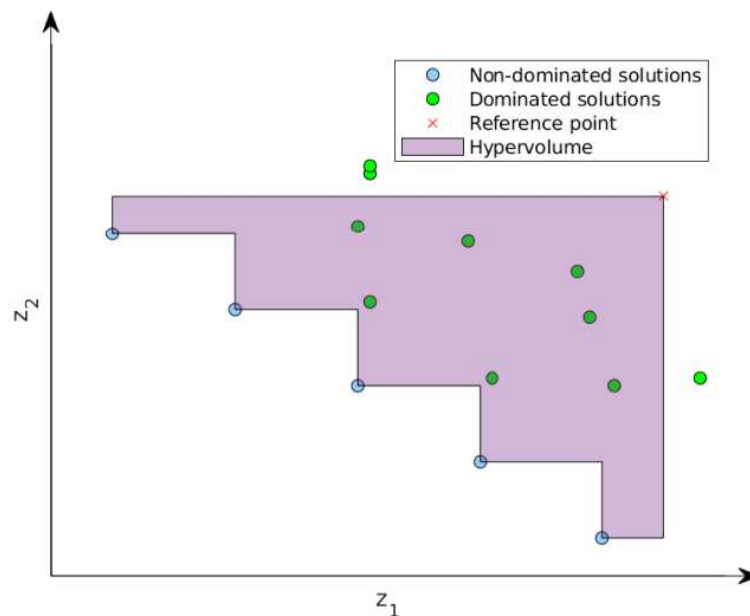 Non-dominated solutions
Dominated solutions
Reference point
Hypervolume
z2
z1